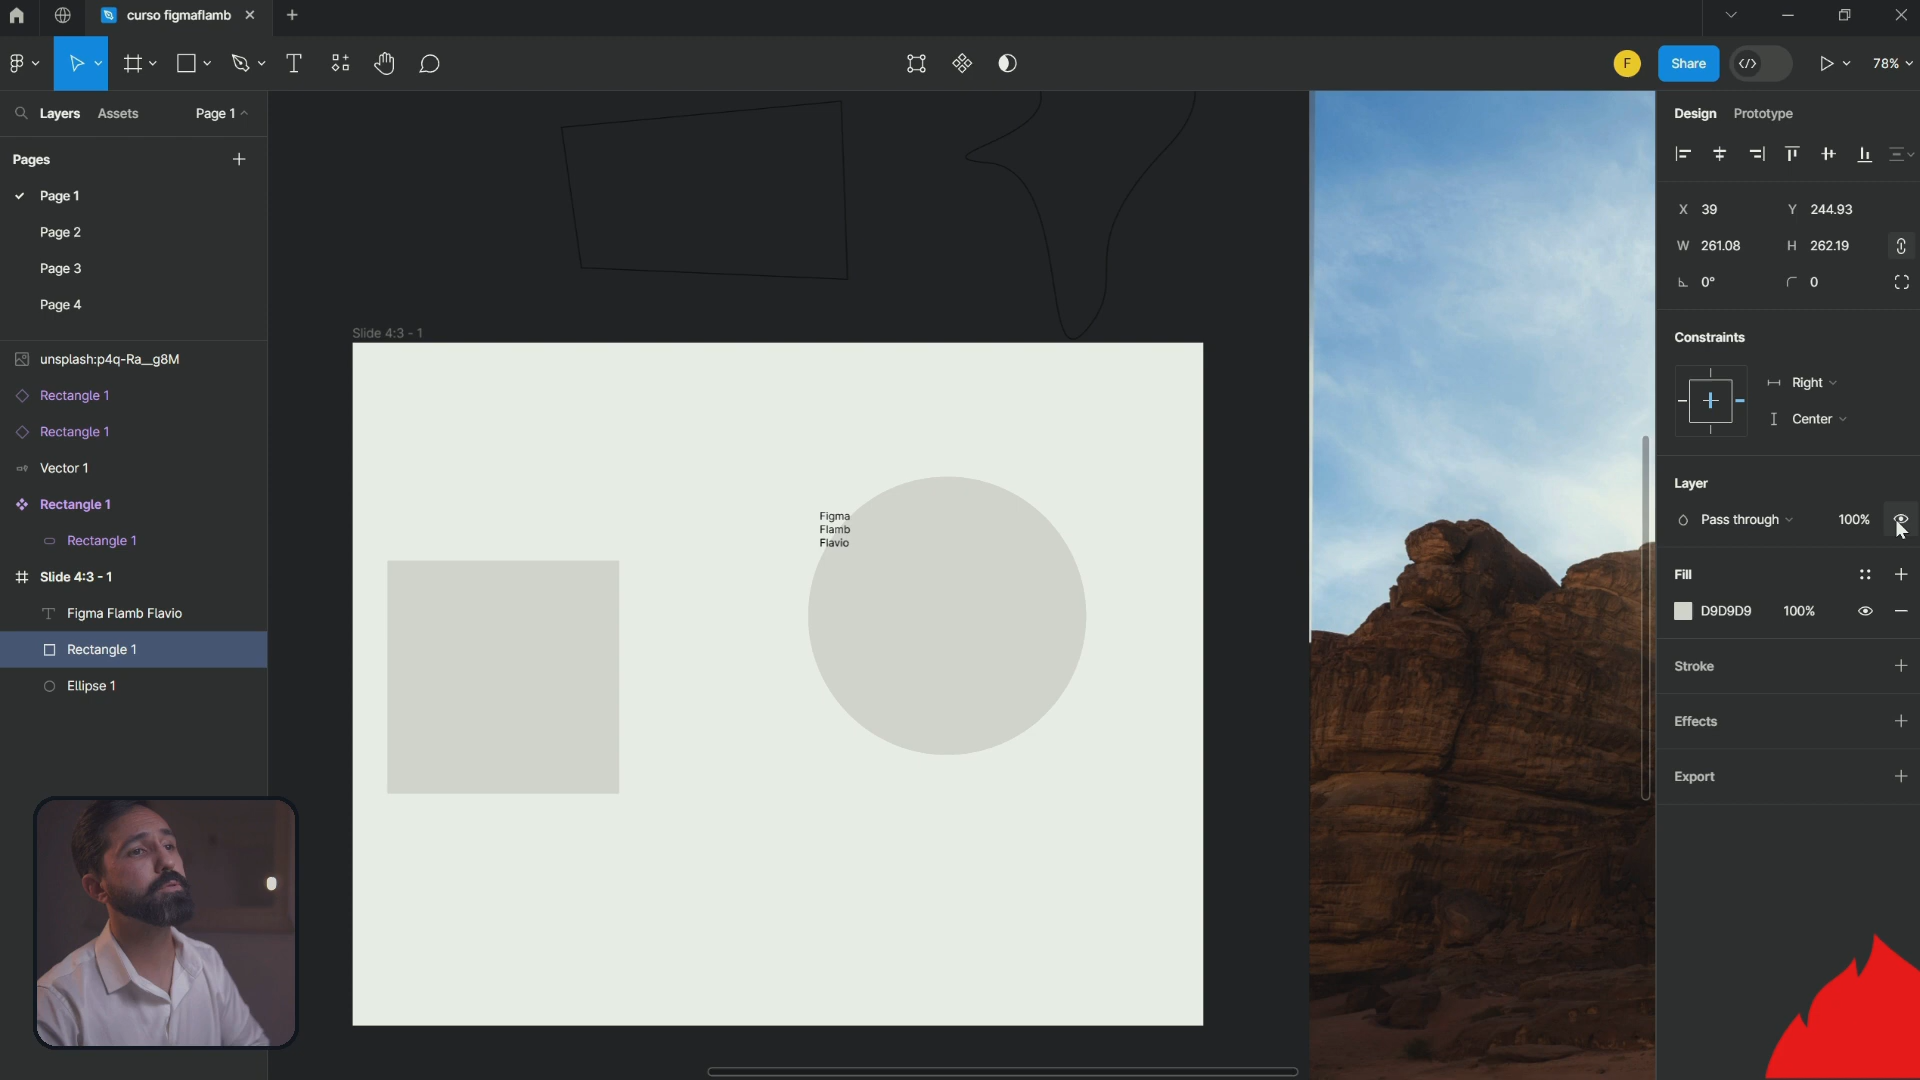 curso figmaflamb
F
Share
78%
Layers
Assets
Page 1
Design
Prototype
Pages
Page 1
Page 2
Page 3
Page 4
X 39
Y 244.93
W 261.08
H 262.19
0°
0
Slide 4:3 - 1
Constraints
Right
Center
unsplash:p4q-Ra__g8M
Rectangle 1
Rectangle 1
Vector 1
Rectangle 1
Rectangle 1
Slide 4:3 - 1
Figma Flamb Flavio
Rectangle 1
Ellipse 1
Figma
Flamb
Flavio
Layer
Pass through
100%
Fill
D9D9D9
100%
Stroke
Effects
Export